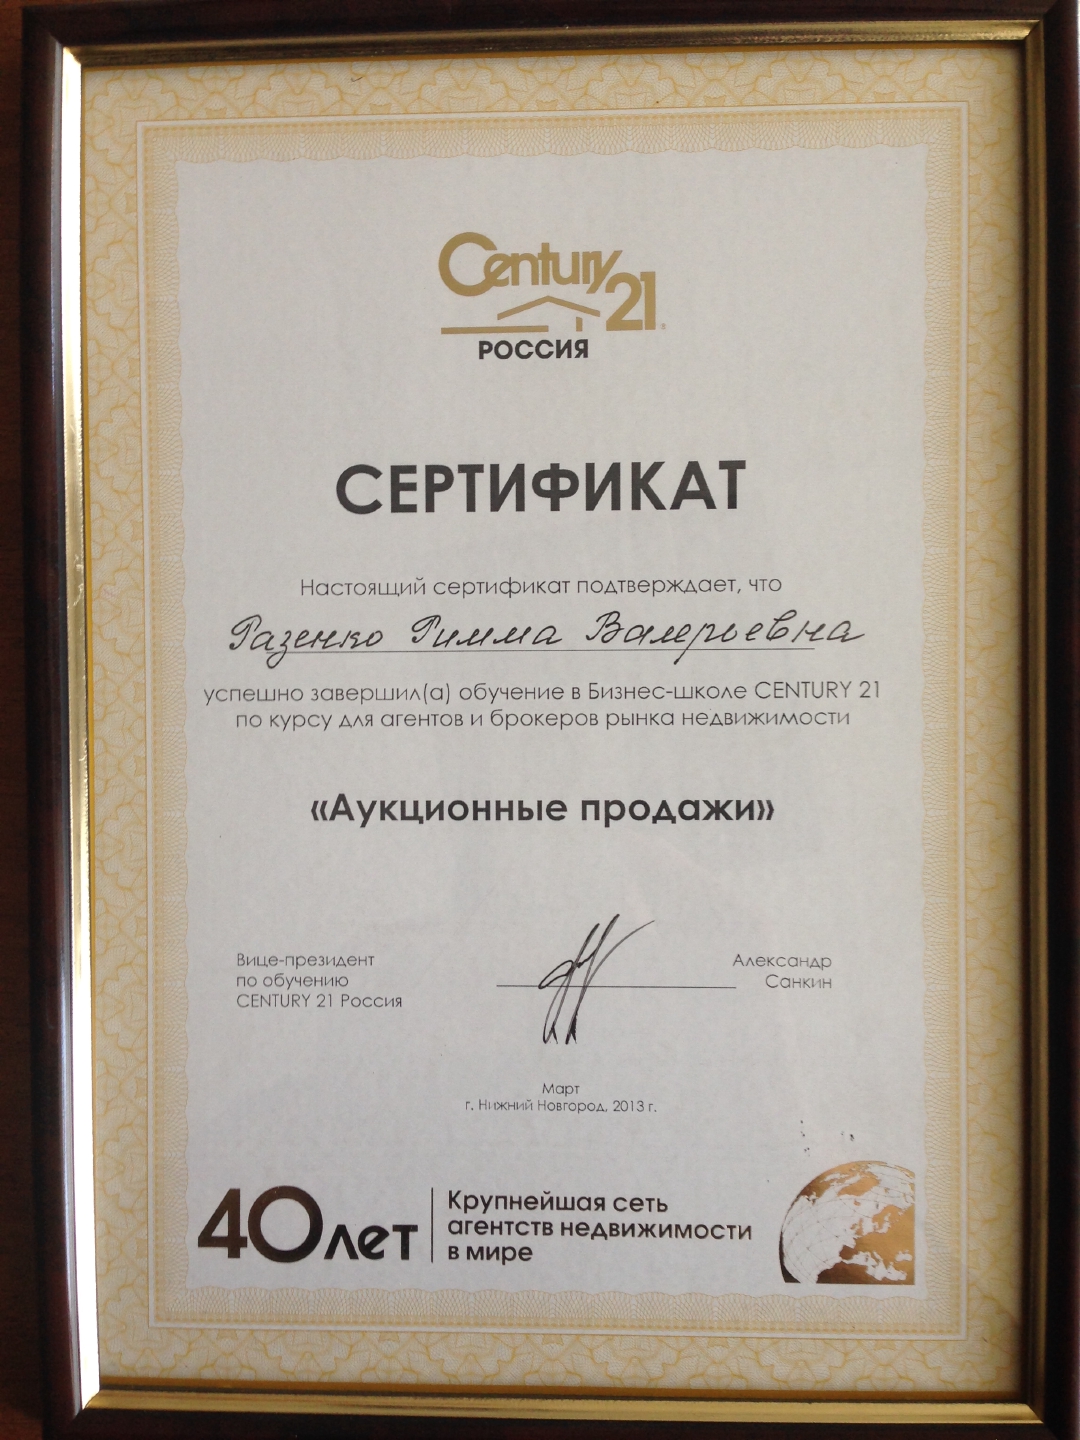 Century 21
РОССИЯ
СЕРТИФИКАТ
Настоящий сертификат подтверждает, что
Разенко Римма Валерьевна
успешно завершил(а) обучение в Бизнес-школе CENTURY 21
по курсу для агентов и брокеров рынка недвижимости
«Аукционные продажи»
Вице-президент
по обучению
CENTURY 21 Россия
Александр
Санкин
Март
г. Нижний Новгород, 2013 г.
40 лет
Крупнейшая сеть
агентств недвижимости
в мире